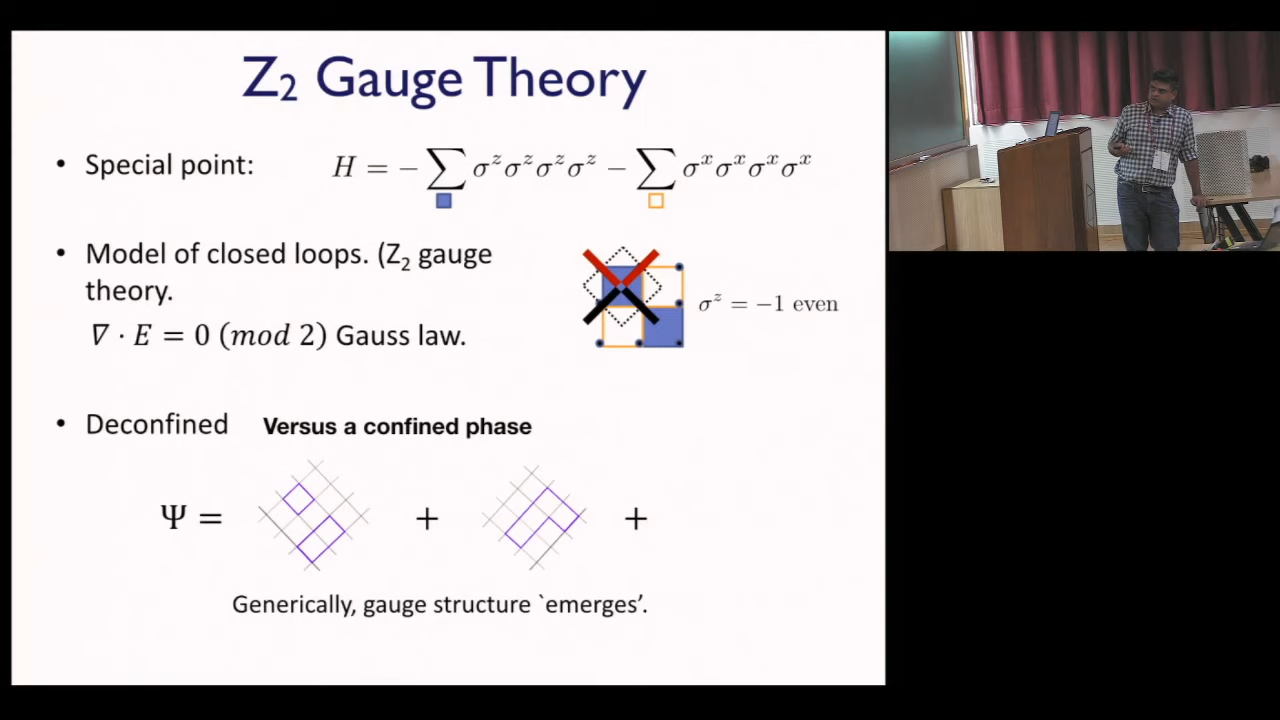 Z₂ Gauge Theory
• Special point: H = − ∑ σᶻσᶻσᶻσᶻ − ∑ σˣσˣσˣσˣ
• Model of closed loops. (Z₂ gauge
theory.
∇ · E = 0 (mod 2) Gauss law.
σᶻ = −1 even
• Deconfined Versus a confined phase
Ψ = + +
Generically, gauge structure `emerges'.